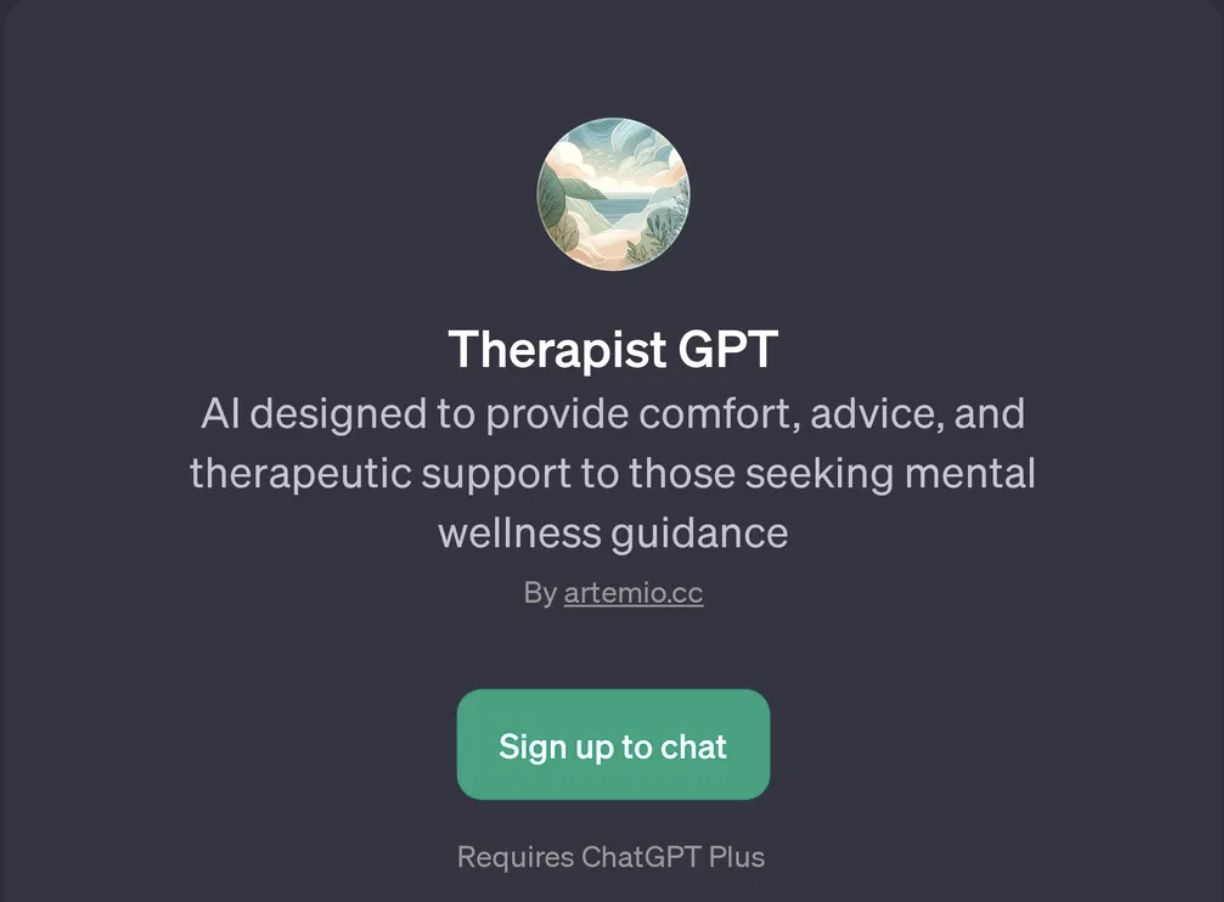 Therapist GPT
AI designed to provide comfort, advice, and
therapeutic support to those seeking mental
wellness guidance
By artemio.cc
Sign up to chat
Requires ChatGPT Plus